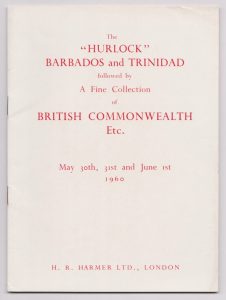 The
"HURLOCK"
BARBADOS and TRINIDAD
followed by
A Fine Collection
of
BRITISH COMMONWEALTH
Etc.
May 30th, 31st and June 1st
1960
H. R. HARMER LTD., LONDON